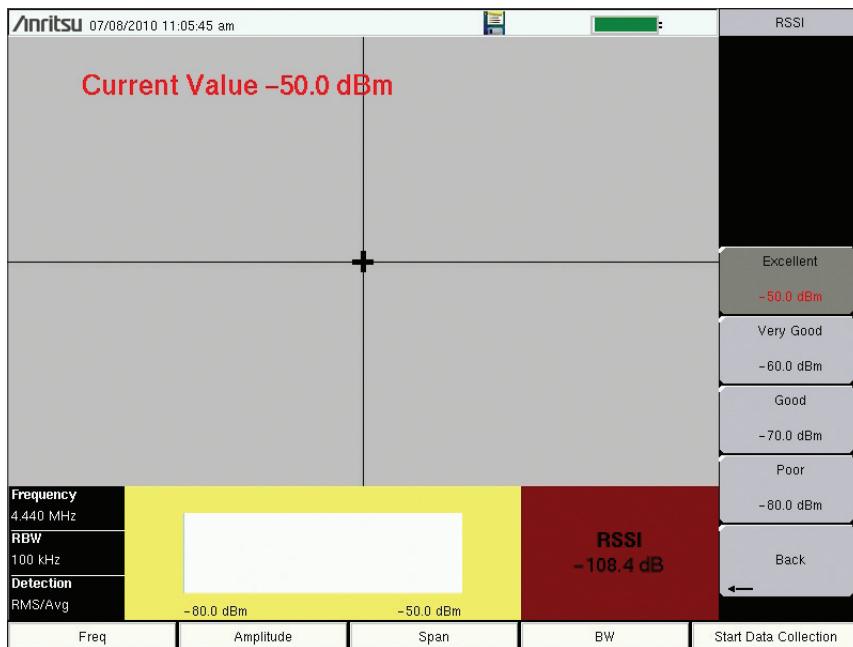 Anritsu 07/08/2010 11:05:45 am
RSSI
Current Value -50.0 dBm
Excellent
-50.0 dBm
Very Good
-60.0 dBm
Good
-70.0 dBm
Poor
-80.0 dBm
Back
Frequency
4.440 MHz
RBW
100 kHz
Detection
RMS/Avg
-80.0 dBm
-50.0 dBm
RSSI
-108.4 dB
Freq
Amplitude
Span
BW
Start Data Collection